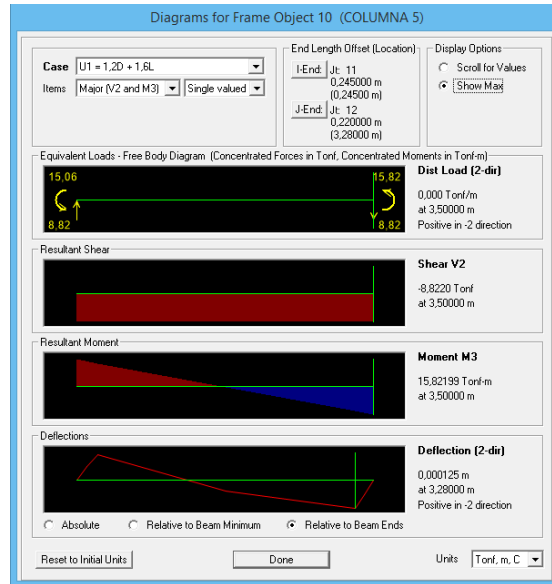 Diagrams for Frame Object 10 (COLUMNA 5)
Case U1 = 1,2D + 1,6L
Items Major (V2 and M3) Single valued
End Length Offset (Location)
I-End: Jt: 11
0,245000 m
(0,24500 m)
J-End: Jt: 12
0,220000 m
(3,28000 m)
Display Options
Scroll for Values
Show Max
Equivalent Loads - Free Body Diagram (Concentrated Forces in Tonf, Concentrated Moments in Tonf-m)
15,06 15,82
8,82 8,82
Dist Load (2-dir)
0,000 Tonf/m
at 3,50000 m
Positive in -2 direction
Resultant Shear
Shear V2
-8,8220 Tonf
at 3,50000 m
Resultant Moment
Moment M3
15,82199 Tonf-m
at 3,50000 m
Deflections
Deflection (2-dir)
0,000125 m
at 3,28000 m
Positive in -2 direction
Absolute Relative to Beam Minimum Relative to Beam Ends
Reset to Initial Units Done Units Tonf, m, C